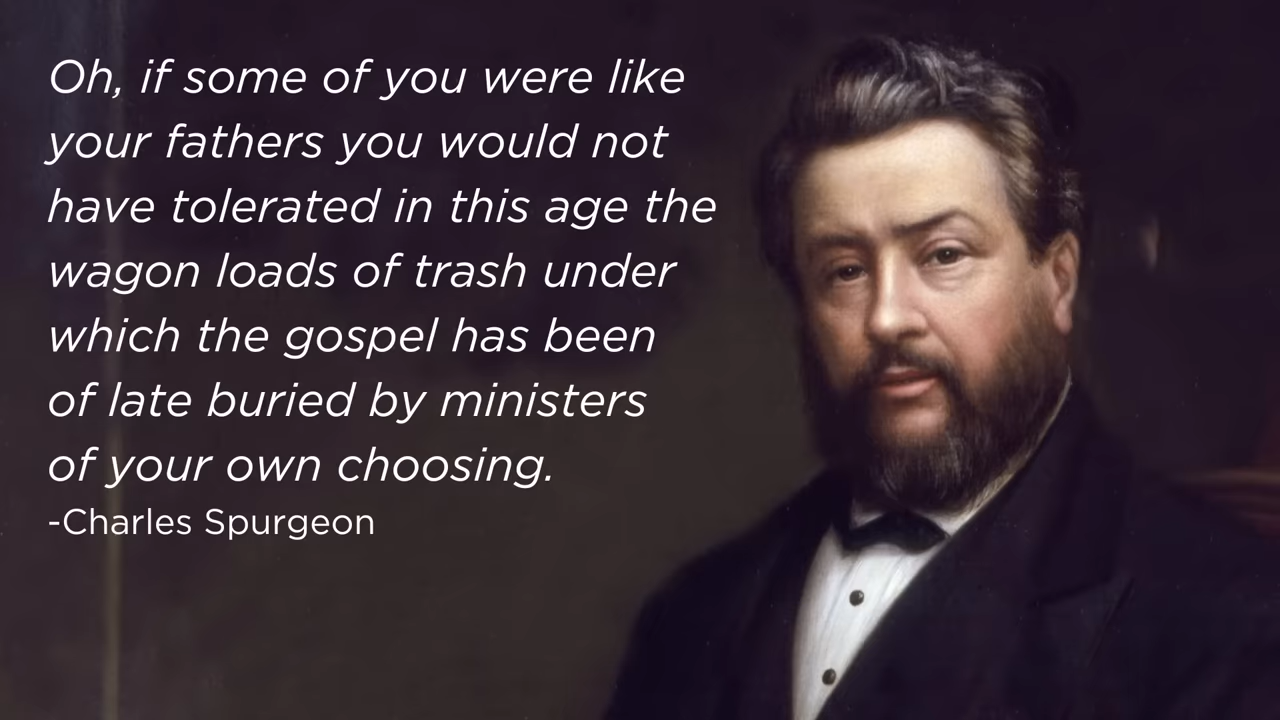 Oh, if some of you were like
your fathers you would not
have tolerated in this age the
wagon loads of trash under
which the gospel has been
of late buried by ministers
of your own choosing.
-Charles Spurgeon